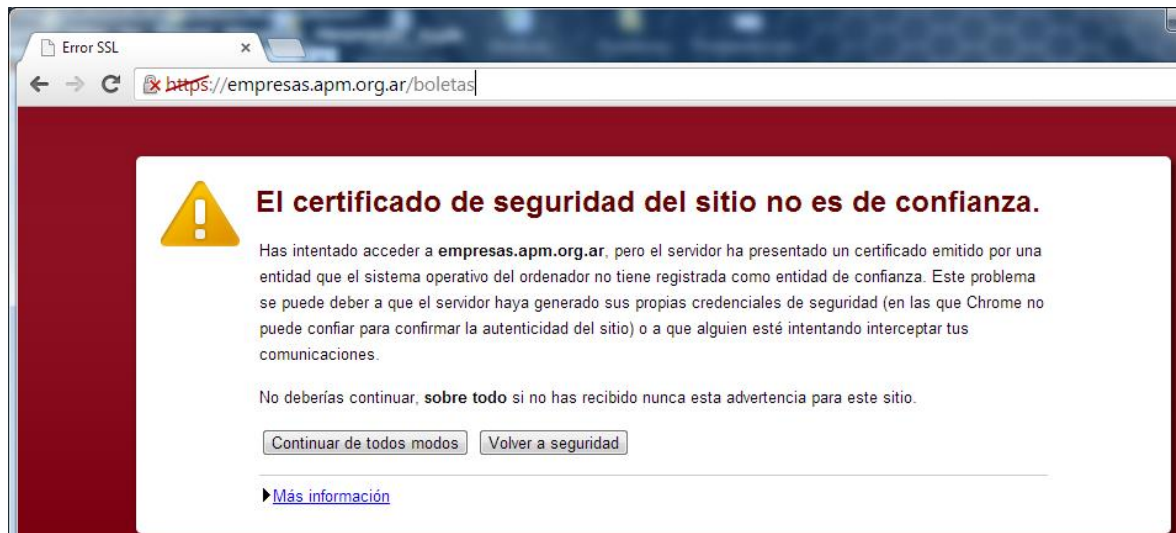 Error SSL
https://empresas.apm.org.ar/boletas
El certificado de seguridad del sitio no es de confianza.
Has intentado acceder a empresas.apm.org.ar, pero el servidor ha presentado un certificado emitido por una
entidad que el sistema operativo del ordenador no tiene registrada como entidad de confianza. Este problema
se puede deber a que el servidor haya generado sus propias credenciales de seguridad (en las que Chrome no
puede confiar para confirmar la autenticidad del sitio) o a que alguien esté intentando interceptar tus
comunicaciones.
No deberías continuar, sobre todo si no has recibido nunca esta advertencia para este sitio.
Continuar de todos modos Volver a seguridad
Más información